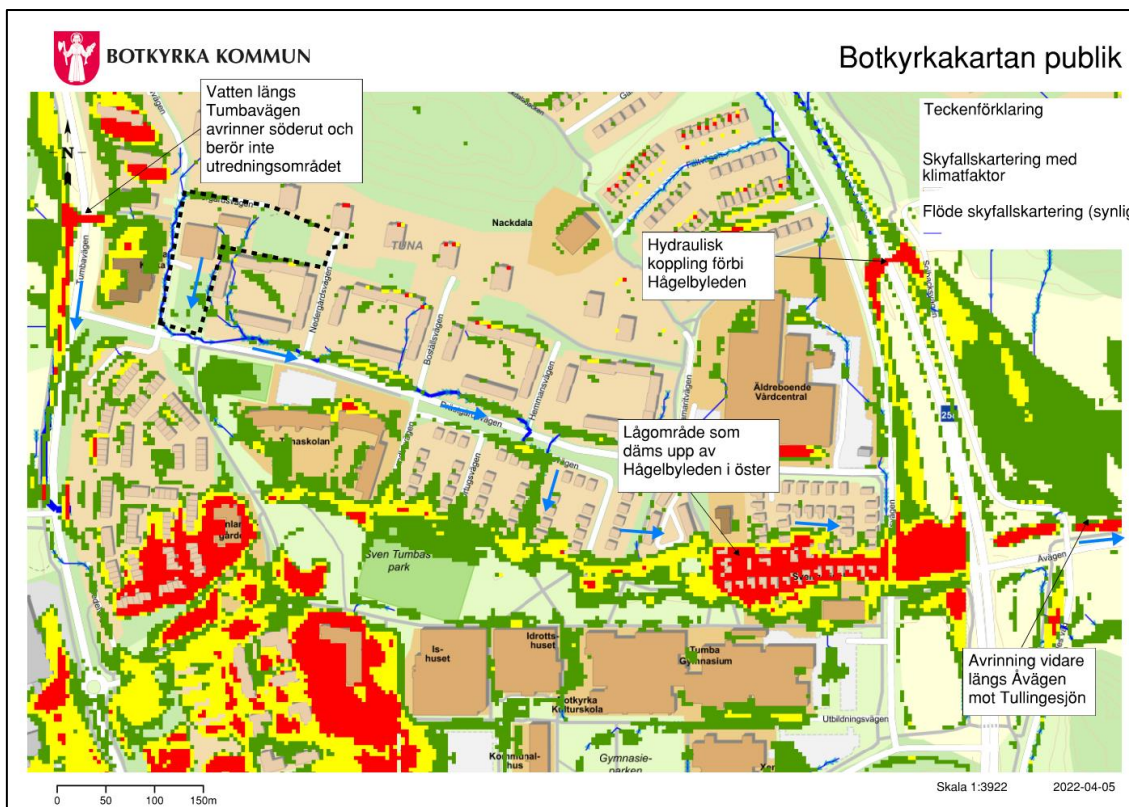 BOTKYRKA KOMMUN
Botkyrkakartan publik
Vatten längs
Tumbavägen
avrinner söderut och
berör inte
utredningsområdet
Teckenförklaring
Skyfallskartering med
klimatfaktor
Flöde skyfallskartering (synlig
N
Tumbavägen
Nackdala
TUNA
Hydraulisk
koppling förbi
Hågelbyleden
Nedergårdsvägen
Boställsvägen
Hemmansvägen
Äldreboende
Vårdcentral
Lågområde som
däms upp av
Hågelbyleden i öster
Sven Tumbas
park
Is-
huset
Idrotts-
huset
Tumba
Gymnasium
Botkyrka
Kulturskola
Kommunal-
hus
Gymnasie-
parken
Utbildningsvägen
Åvägen
Avrinning vidare
längs Åvägen
mot Tullingesjön
0 50 100 150m
Skala 1:3922
2022-04-05